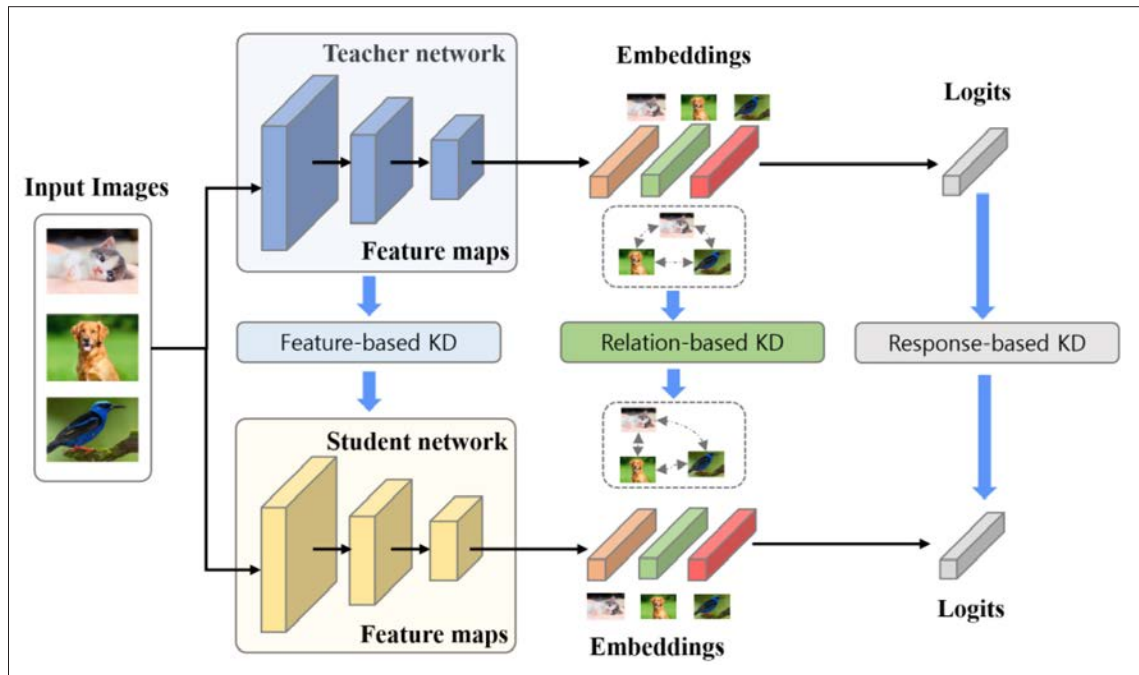 Teacher network
Embeddings
Logits
Input Images
Feature maps
Feature-based KD
Relation-based KD
Response-based KD
Student network
Feature maps
Embeddings
Logits